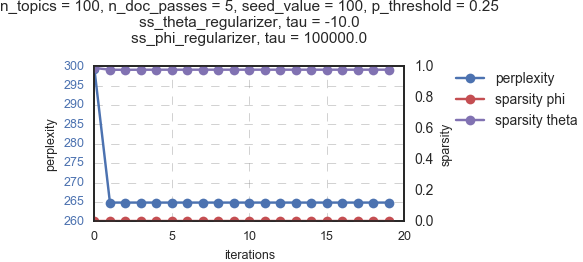 n_topics = 100, n_doc_passes = 5, seed_value = 100, p_threshold = 0.25
ss_theta_regularizer, tau = -10.0
ss_phi_regularizer, tau = 100000.0
300
295
290
285
280
275
270
265
260
perplexity
0
5
10
15
20
iterations
1.0
0.8
0.6
0.4
0.2
0.0
sparsity
perplexity
sparsity phi
sparsity theta